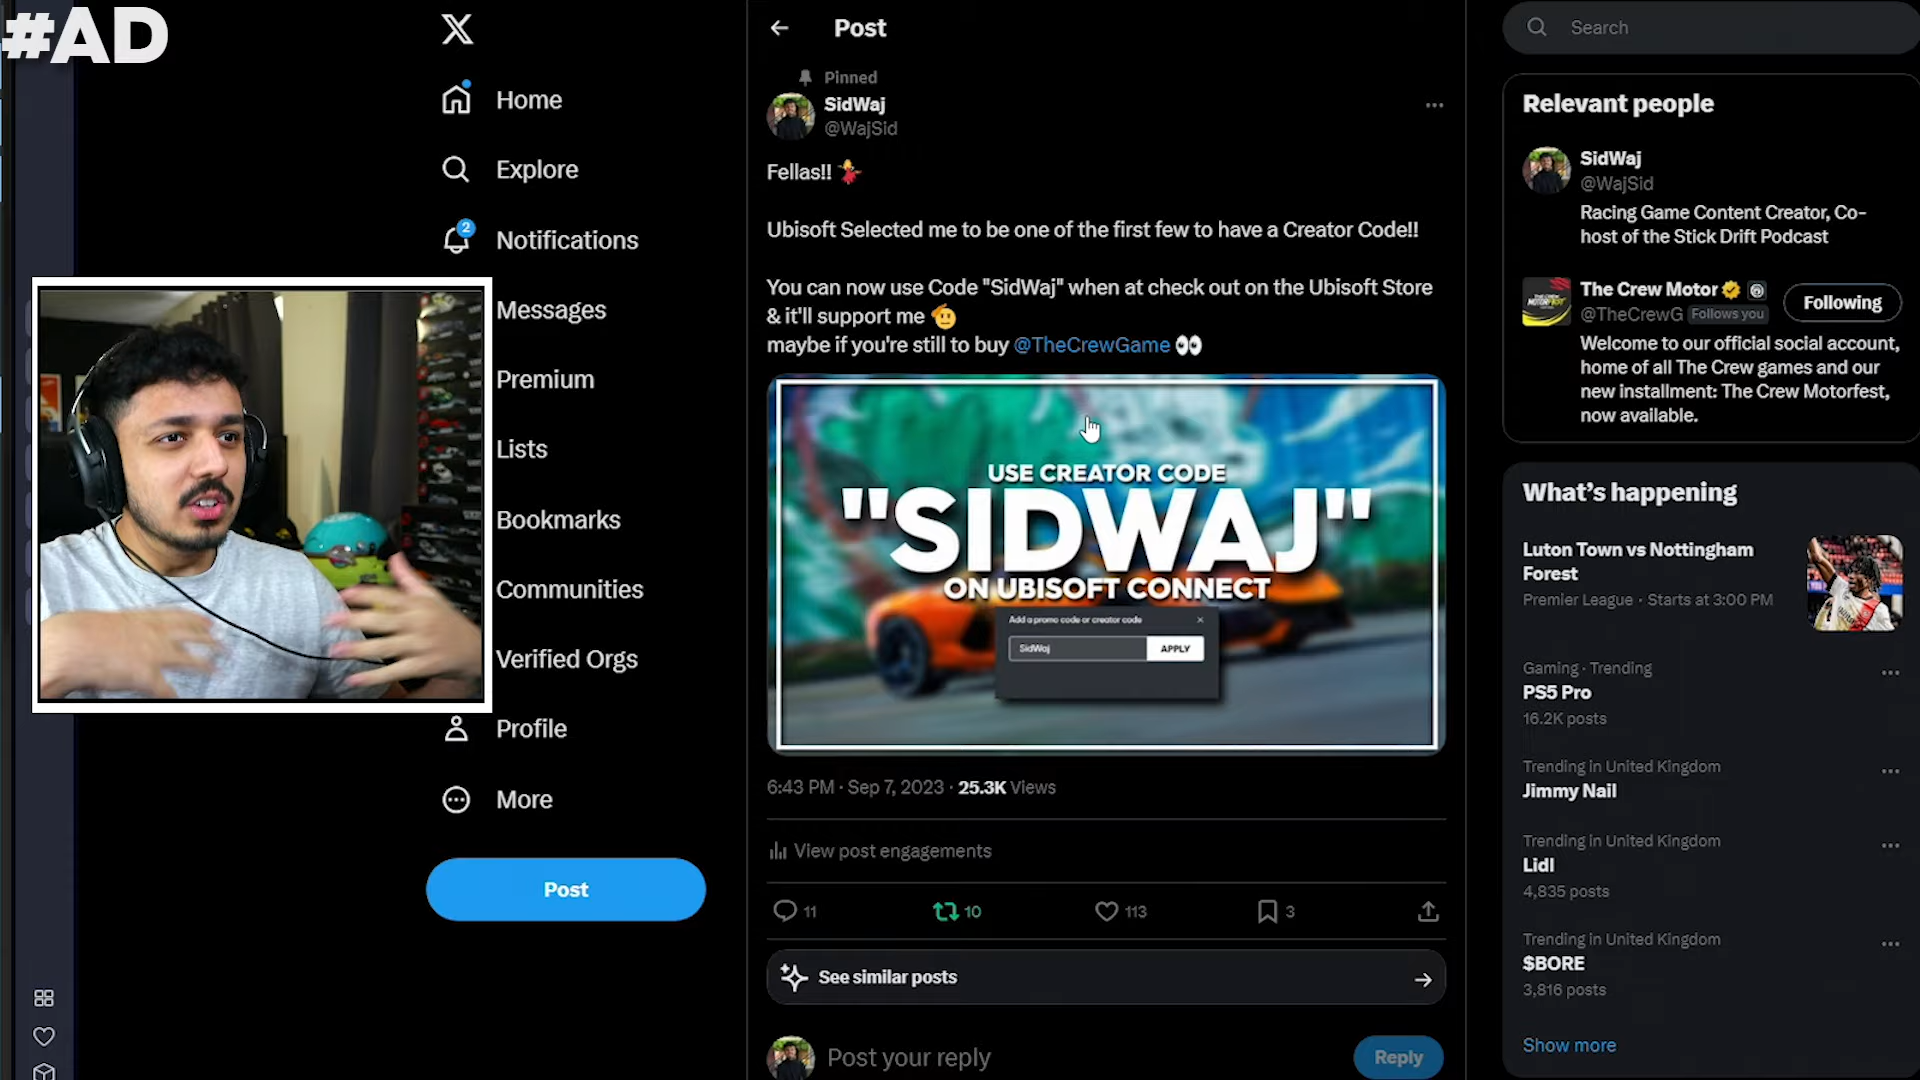 #AD
Home
Explore
2
Notifications
Messages
Premium
Lists
Bookmarks
Communities
Verified Orgs
Profile
More
Post
Post
Pinned
SidWaj
@WajSid
Fellas!!
Ubisoft Selected me to be one of the first few to have a Creator Code!!
You can now use Code "SidWaj" when at check out on the Ubisoft Store
& it'll support me
maybe if you're still to buy @TheCrewGame
USE CREATOR CODE
"SIDWAJ"
ON UBISOFT CONNECT
Add a promo code or creator code
SidWaj
APPLY
6:43 PM · Sep 7, 2023 · 25.3K Views
View post engagements
11
10
113
3
See similar posts
Post your reply
Reply
Search
Relevant people
SidWaj
@WajSid
Racing Game Content Creator, Co-
host of the Stick Drift Podcast
The Crew Motor
@TheCrewG Follows you
Following
Welcome to our official social account,
home of all The Crew games and our
new installment: The Crew Motorfest,
now available.
What's happening
Luton Town vs Nottingham
Forest
Premier League · Starts at 3:00 PM
Gaming · Trending
PS5 Pro
16.2K posts
Trending in United Kingdom
Jimmy Nail
Trending in United Kingdom
Lidl
4,835 posts
Trending in United Kingdom
$BORE
3,816 posts
Show more